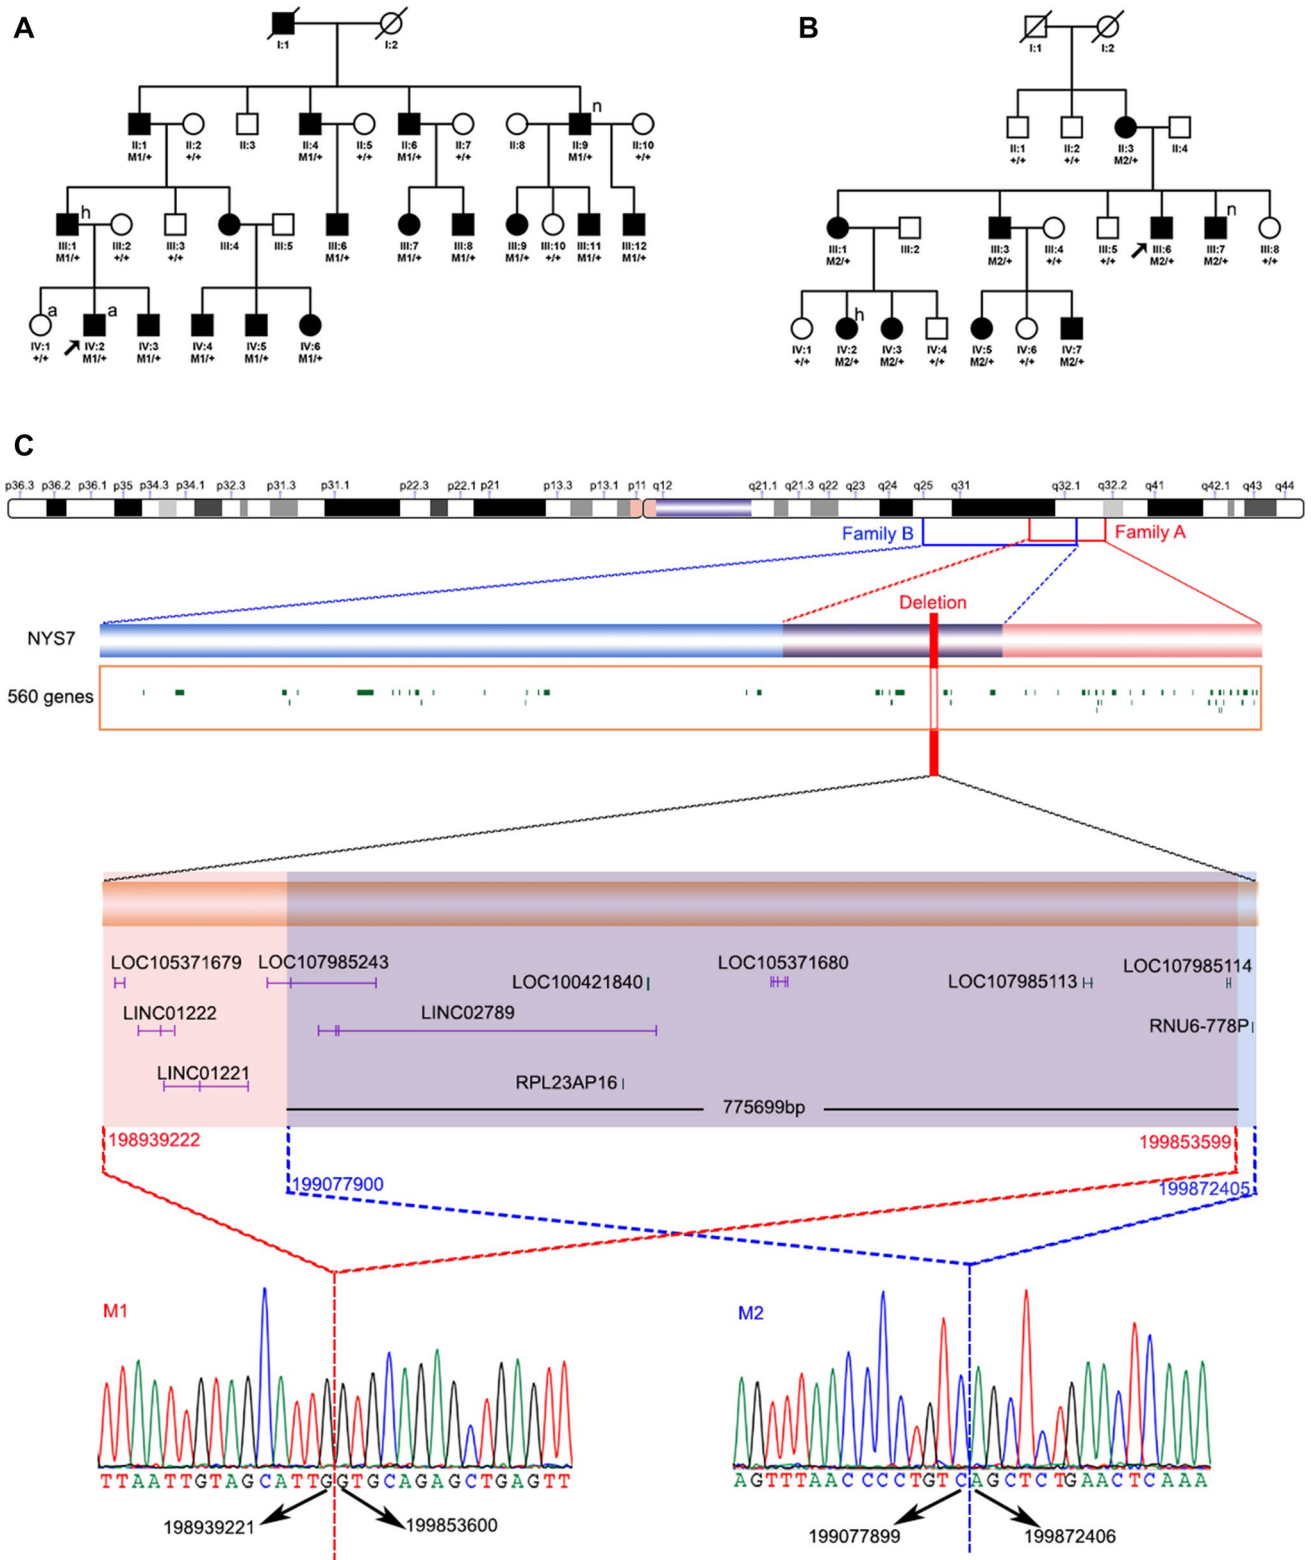 A
B
I:1 I:2
I:1 I:2
n
II:1 II:2 II:3 II:4 II:5 II:6 II:7 II:8 II:9 II:10
M1/+ +/+ M1/+ +/+ M1/+ +/+ M1/+ +/+
II:1 II:2 II:3 II:4
+/+ +/+ M2/+
h
III:1 III:2 III:3 III:4 III:5 III:6 III:7 III:8 III:9 III:10 III:11 III:12
M1/+ +/+ +/+ M1/+ M1/+ M1/+ M1/+ +/+ M1/+ M1/+
n
III:1 III:2 III:3 III:4 III:5 III:6 III:7 III:8
M2/+ M2/+ +/+ +/+ M2/+ M2/+ +/+
a a
IV:1 IV:2 IV:3 IV:4 IV:5 IV:6
+/+ M1/+ M1/+ M1/+ M1/+ M1/+
h
IV:1 IV:2 IV:3 IV:4 IV:5 IV:6 IV:7
+/+ M2/+ M2/+ +/+ M2/+ +/+ M2/+
C
p36.3 p36.2 p36.1 p35 p34.3 p34.1 p32.3 p31.3 p31.1 p22.3 p22.1 p21 p13.3 p13.1 p11 q12 q21.1 q21.3 q22 q23 q24 q25 q31 q32.1 q32.2 q41 q42.1 q43 q44
Family B Family A
Deletion
NYS7
560 genes
LOC105371679 LOC107985243 LOC105371680 LOC107985114
LOC100421840 LOC107985113
LINC01222 LINC02789 RNU6-778P
LINC01221 RPL23AP16
775699bp
198939222 199853599
199077900 199872405
M1 M2
TTAATTGTAGCATTGGTGCAGAGCTGAGTT
AGTTTAACCCCTGTCAGCTCTGAACTCAAA
198939221 199853600
199077899 199872406